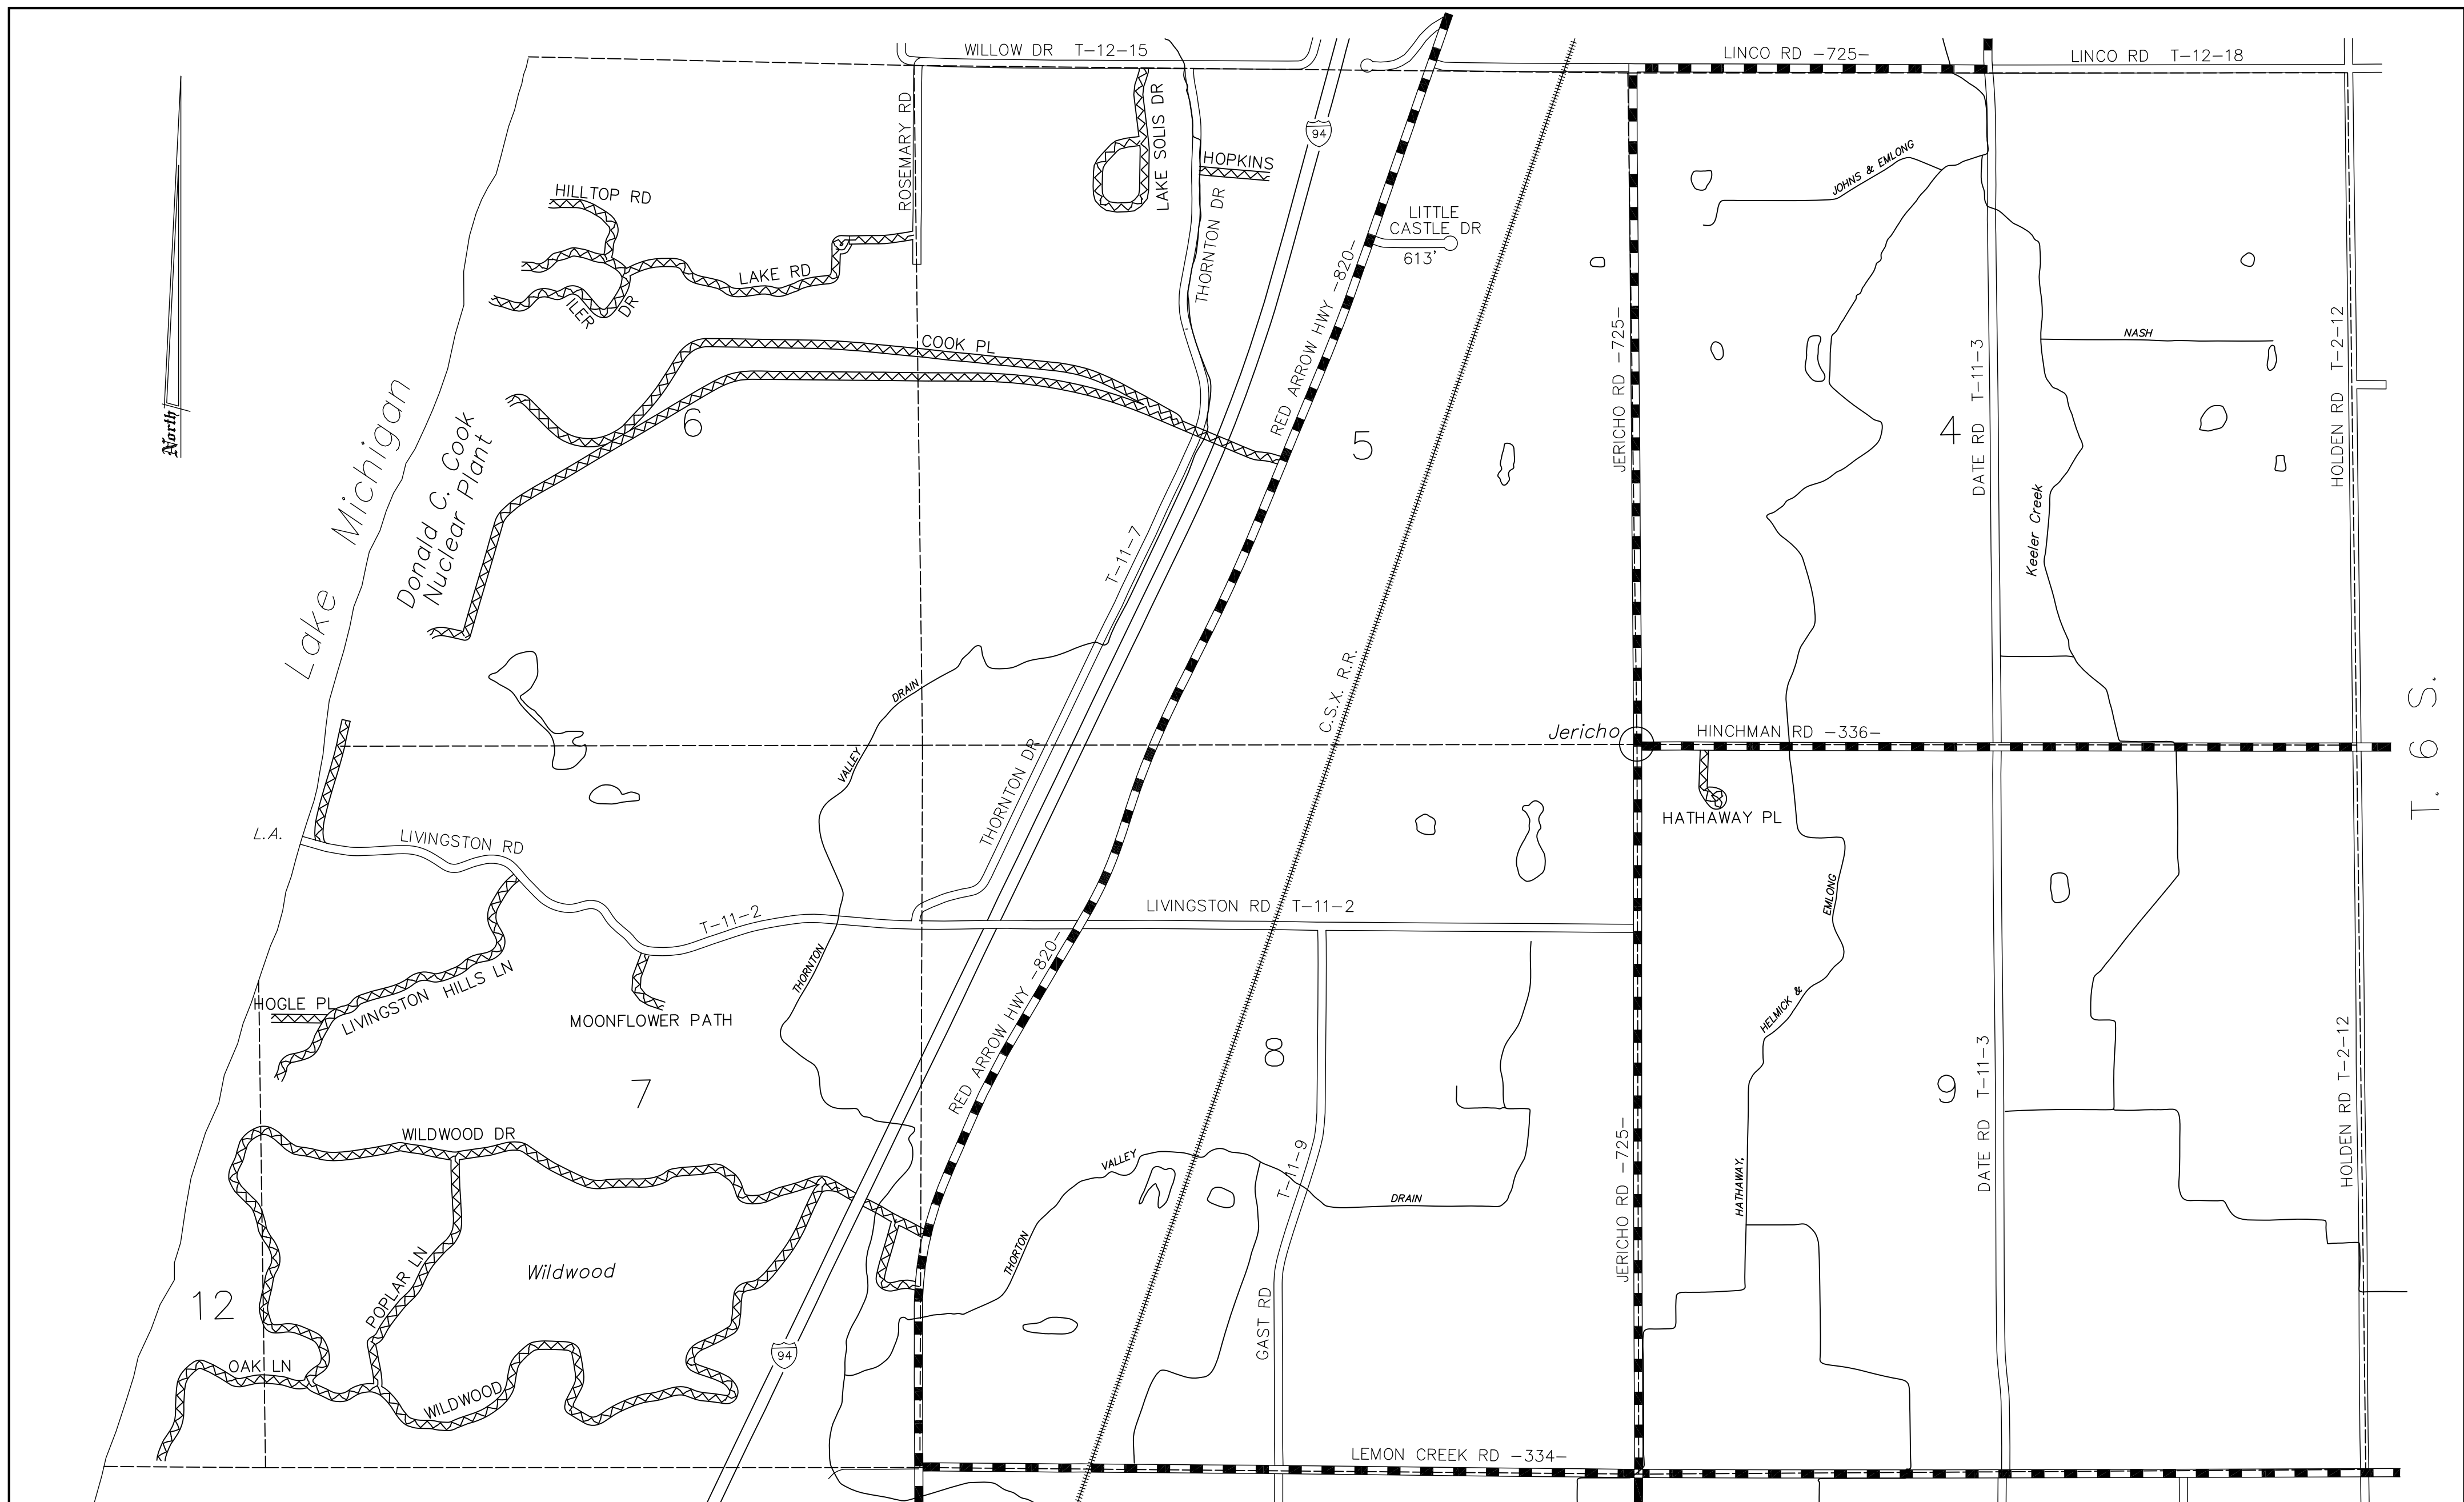 WILLOW DR T-12-15
LINCO RD -725-
LINCO RD T-12-18
ROSEMARY RD
LAKE SOLIS DR
HOPKINS
94
JOHNS & EMLONG
HILLTOP RD
THORNTON DR
LITTLE
CASTLE DR
613'
LAKE RD
ILER DR
RED ARROW HWY -820-
JERICHO RD -725-
DATE RD T-11-3
NASH
HOLDEN RD T-2-12
COOK PL
North
Lake Michigan
Donald C. Cook
Nuclear Plant
6
5
4
Keeler Creek
T-11-7
C.S.X. R.R.
VALLEY DRAIN
T. 6 S.
Jericho
HINCHMAN RD -336-
HATHAWAY PL
THORNTON DR
L.A.
LIVINGSTON RD
T-11-2
LIVINGSTON RD T-11-2
EMLONG
THORNTON
RED ARROW HWY -820-
HELMICK &
HOGLE PL
LIVINGSTON HILLS LN
MOONFLOWER PATH
7
8
9
DATE RD T-11-3
HOLDEN RD T-2-12
WILDWOOD DR
VALLEY
T-11-9
DRAIN
JERICHO RD -725-
HATHAWAY,
THORTON
Wildwood
POPLAR LN
12
GAST RD
OAK LN
94
WILDWOOD
LEMON CREEK RD -334-